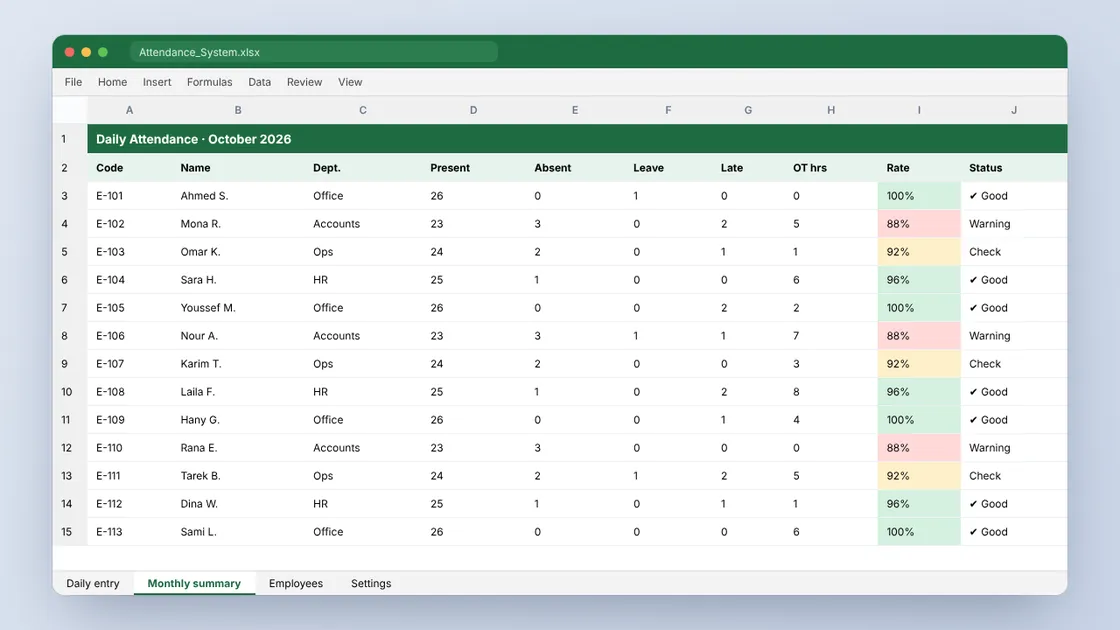 Attendance_System.xlsx
File Home Insert Formulas Data Review View
A B C D E F G H I J
1 Daily Attendance · October 2026
2 Code Name Dept. Present Absent Leave Late OT hrs Rate Status
3 E-101 Ahmed S. Office 26 0 1 0 0 100% ✔ Good
4 E-102 Mona R. Accounts 23 3 0 2 5 88% Warning
5 E-103 Omar K. Ops 24 2 0 1 1 92% Check
6 E-104 Sara H. HR 25 1 0 0 6 96% ✔ Good
7 E-105 Youssef M. Office 26 0 0 2 2 100% ✔ Good
8 E-106 Nour A. Accounts 23 3 1 1 7 88% Warning
9 E-107 Karim T. Ops 24 2 0 0 3 92% Check
10 E-108 Laila F. HR 25 1 0 2 8 96% ✔ Good
11 E-109 Hany G. Office 26 0 0 1 4 100% ✔ Good
12 E-110 Rana E. Accounts 23 3 0 0 0 88% Warning
13 E-111 Tarek B. Ops 24 2 1 2 5 92% Check
14 E-112 Dina W. HR 25 1 0 1 1 96% ✔ Good
15 E-113 Sami L. Office 26 0 0 0 6 100% ✔ Good
Daily entry Monthly summary Employees Settings